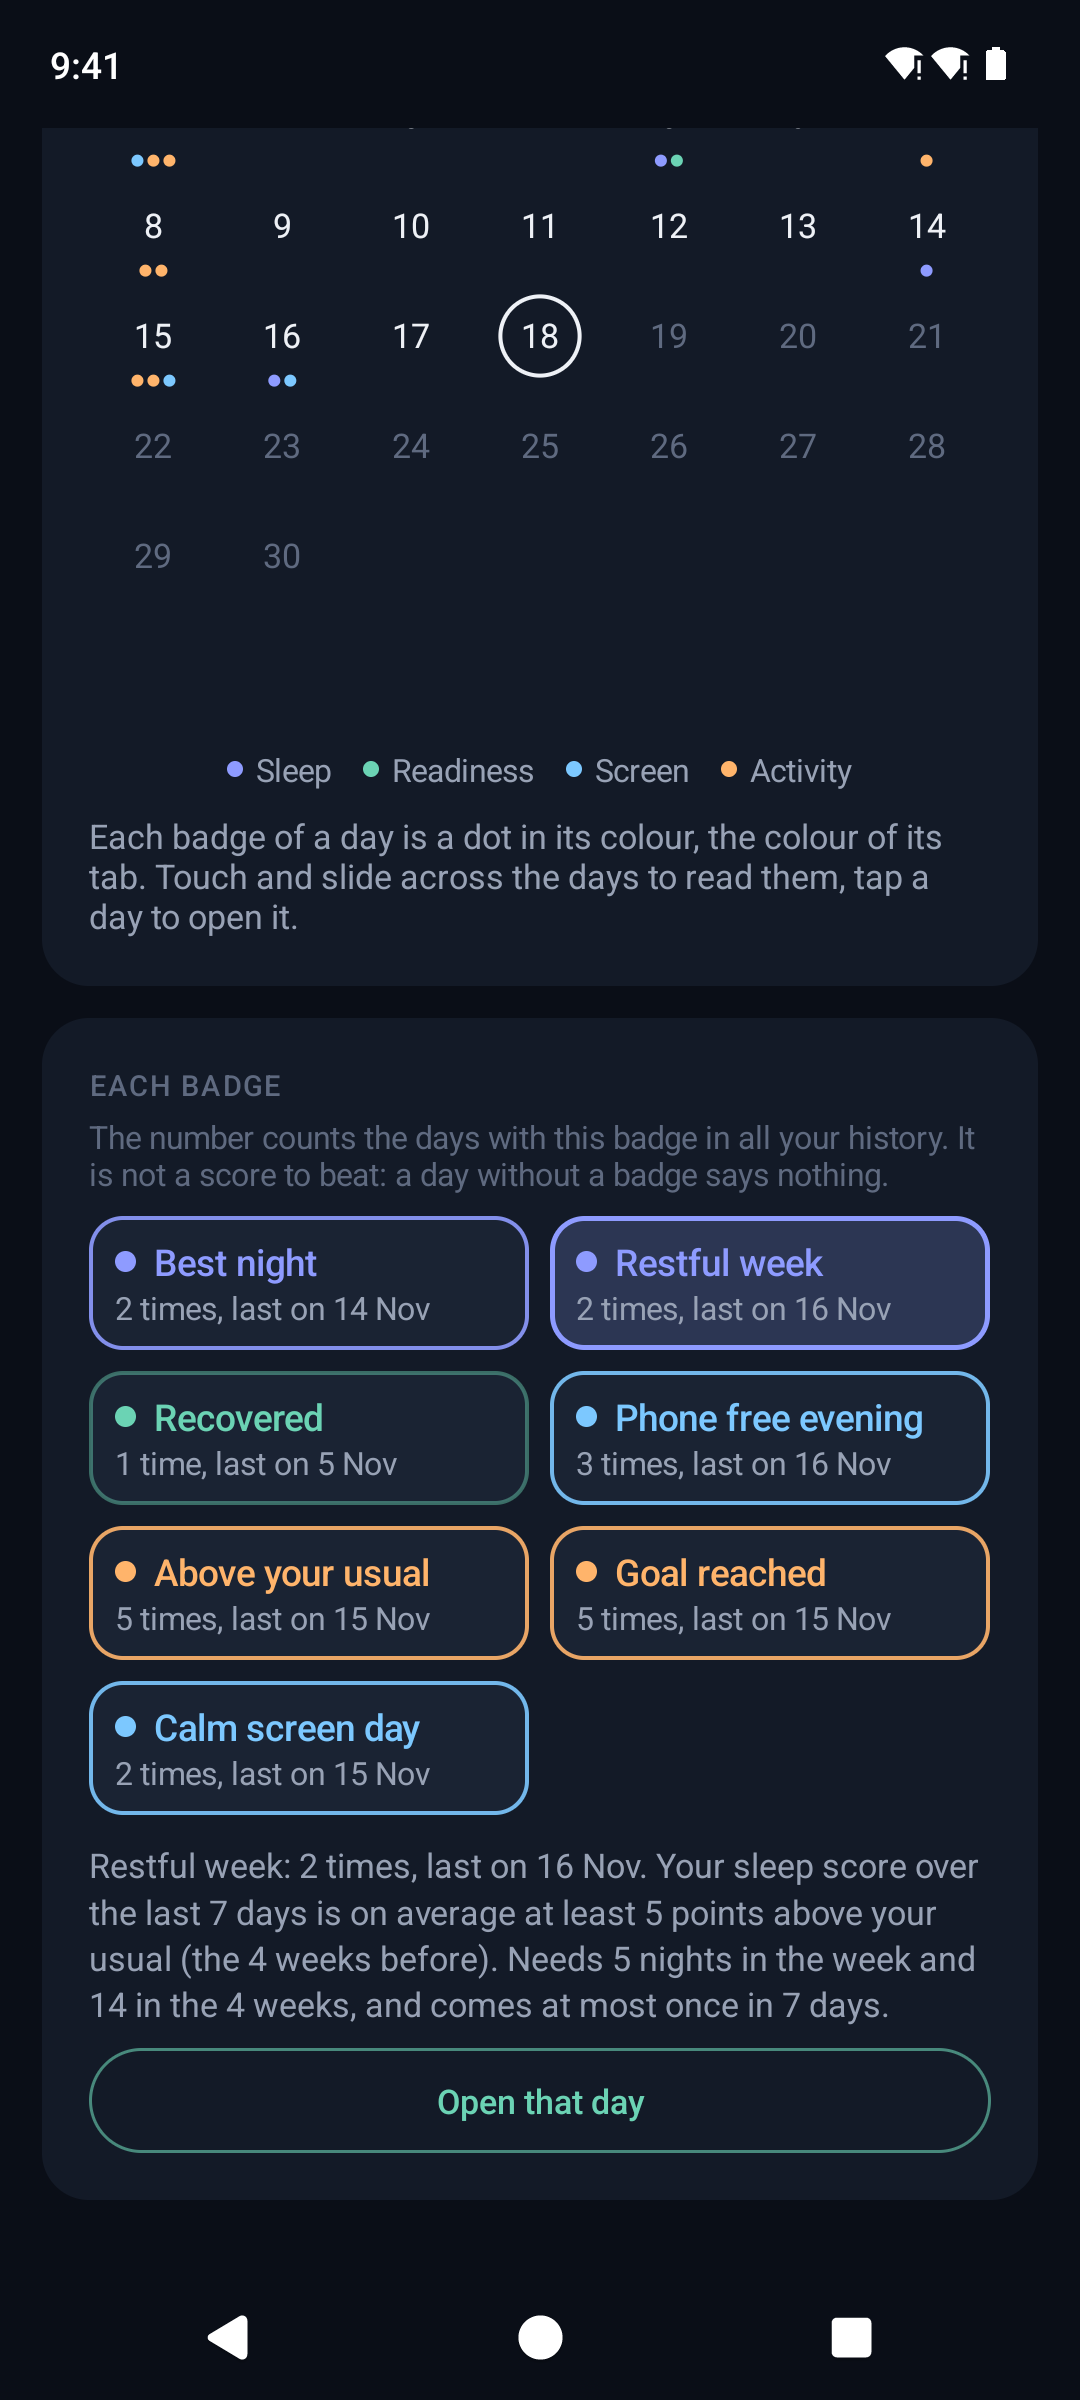 9:41
8 9 10 11 12 13 14
15 16 17 18 19 20 21
22 23 24 25 26 27 28
29 30
Sleep Readiness Screen Activity
Each badge of a day is a dot in its colour, the colour of its
tab. Touch and slide across the days to read them, tap a
day to open it.
EACH BADGE
The number counts the days with this badge in all your history. It
is not a score to beat: a day without a badge says nothing.
Best night
2 times, last on 14 Nov
Restful week
2 times, last on 16 Nov
Recovered
1 time, last on 5 Nov
Phone free evening
3 times, last on 16 Nov
Above your usual
5 times, last on 15 Nov
Goal reached
5 times, last on 15 Nov
Calm screen day
2 times, last on 15 Nov
Restful week: 2 times, last on 16 Nov. Your sleep score over
the last 7 days is on average at least 5 points above your
usual (the 4 weeks before). Needs 5 nights in the week and
14 in the 4 weeks, and comes at most once in 7 days.
Open that day